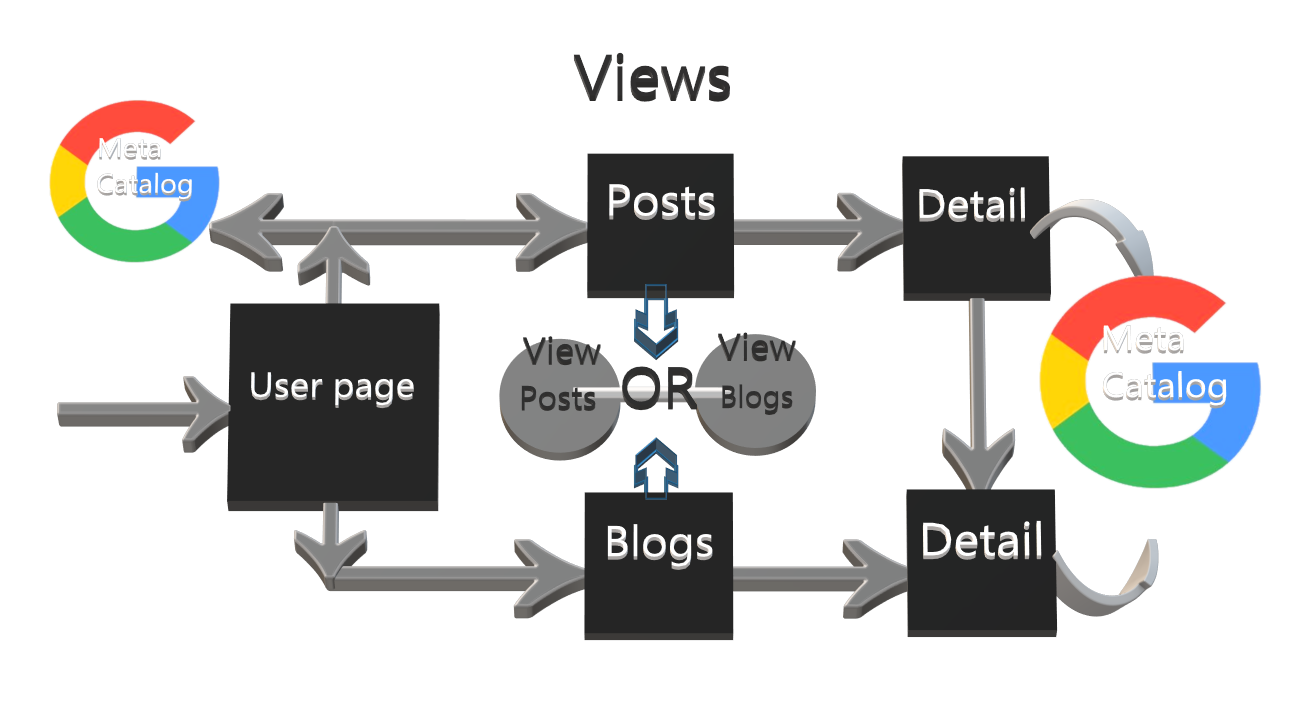 Views
Meta
Catalog
Posts
Detail
User page
View
Posts
OR
View
Blogs
Meta
Catalog
Blogs
Detail